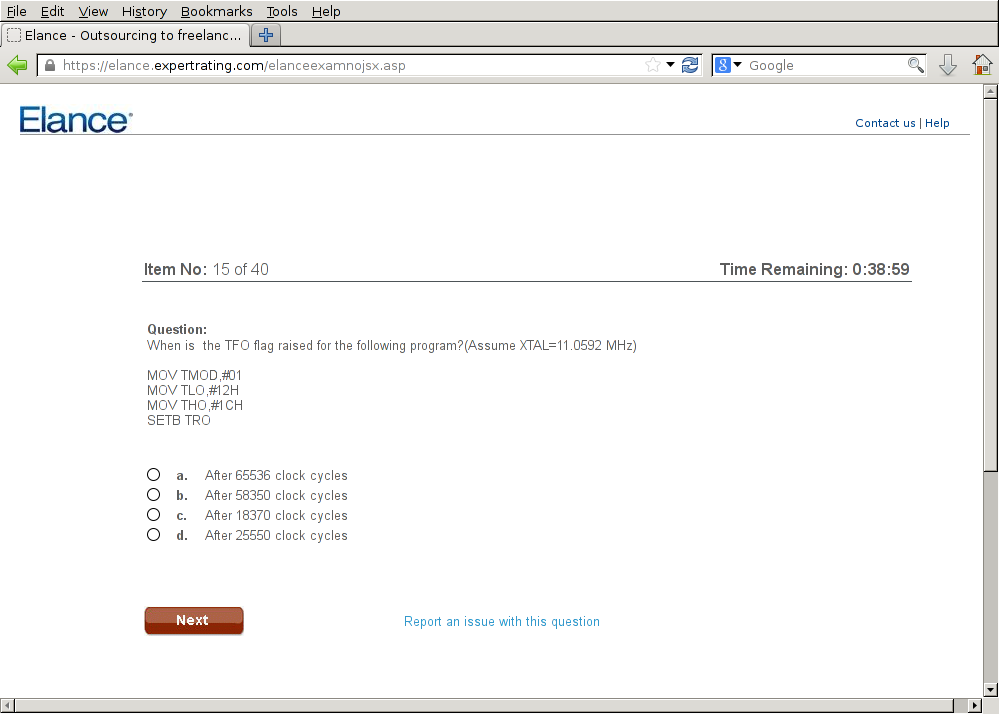 File Edit View History Bookmarks Tools Help
Elance - Outsourcing to freelanc...
https://elance.expertrating.com/elanceexamnojsx.asp
8 Google
Elance®
Contact us | Help
Item No: 15 of 40
Time Remaining: 0:38:59
Question:
When is the TFO flag raised for the following program?(Assume XTAL=11.0592 MHz)
MOV TMOD,#01
MOV TLO,#12H
MOV THO,#1CH
SETB TRO
a. After 65536 clock cycles
b. After 58350 clock cycles
c. After 18370 clock cycles
d. After 25550 clock cycles
Next
Report an issue with this question